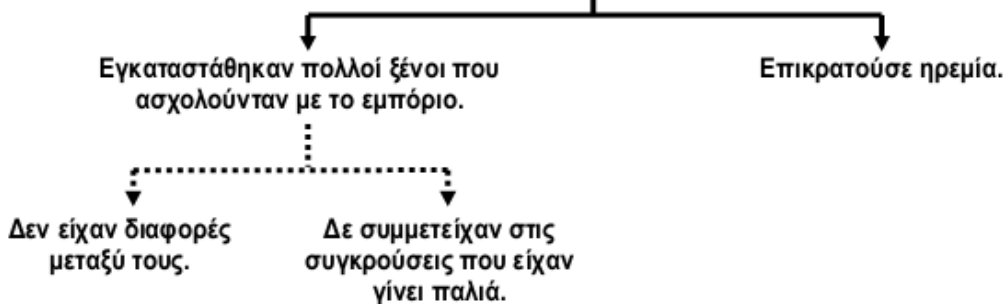 Εγκαταστάθηκαν πολλοί ξένοι που
ασχολούνταν με το εμπόριο.
Επικρατούσε ηρεμία.
Δεν είχαν διαφορές
μεταξύ τους.
Δε συμμετείχαν στις
συγκρούσεις που είχαν
γίνει παλιά.